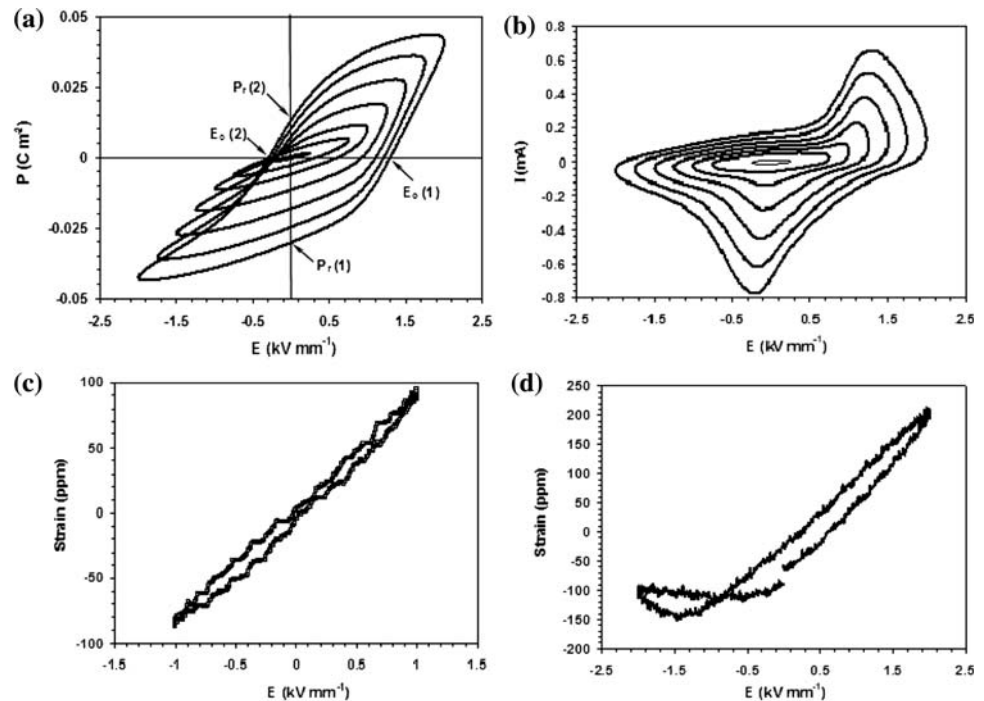 (a)
0.05
0.025
0
-0.025
-0.05
P (C m²)
Pr (2)
Eo (2)
Eo (1)
Pr (1)
-2.5 -1.5 -0.5 0.5 1.5 2.5
E (kV mm⁻¹)
(b)
0.8
0.6
0.4
0.2
0
-0.2
-0.4
-0.6
-0.8
I (mA)
-2.5 -1.5 -0.5 0.5 1.5 2.5
E (kV mm⁻¹)
(c)
100
50
0
-50
-100
Strain (ppm)
-1.5 -1 -0.5 0 0.5 1 1.5
E (kV mm⁻¹)
(d)
250
200
150
100
50
0
-50
-100
-150
-200
Strain (ppm)
-2.5 -1.5 -0.5 0.5 1.5 2.5
E (kV mm⁻¹)